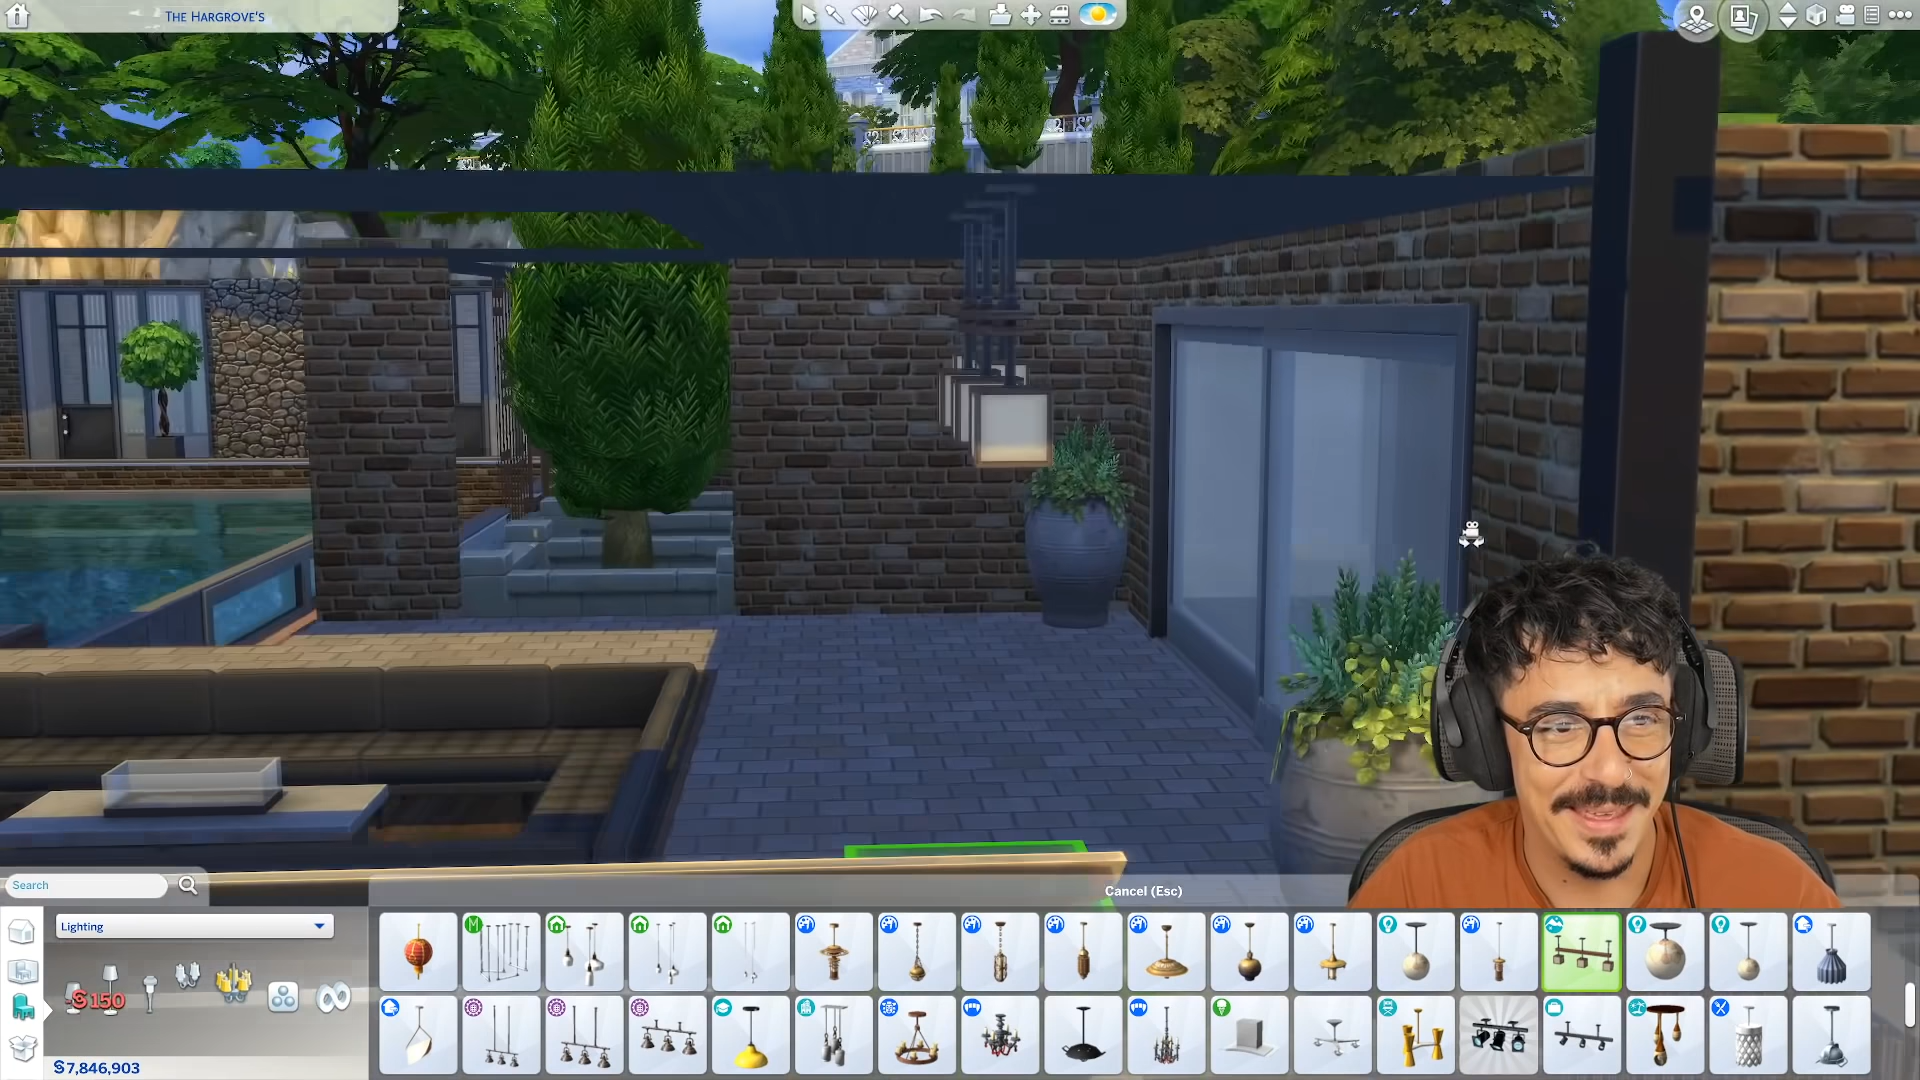 THE HARGROVE'S
Search
Cancel (Esc)
Lighting
§150
§7,846,903